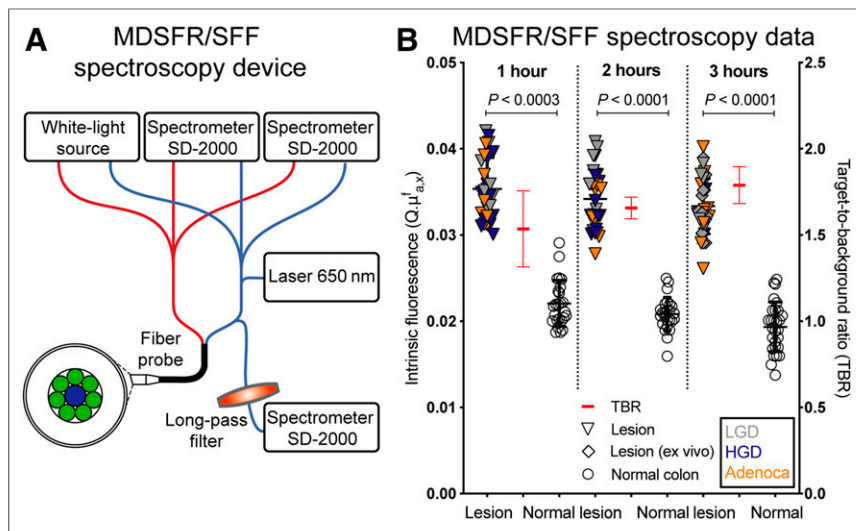 A
MDSFR/SFF
spectroscopy device
White-light
source
Spectrometer
SD-2000
Spectrometer
SD-2000
Laser 650 nm
Fiber
probe
Long-pass
filter
Spectrometer
SD-2000
B
MDSFR/SFF spectroscopy data
1 hour
2 hours
3 hours
P < 0.0003
P < 0.0001
P < 0.0001
Intrinsic fluorescence (Q.μfa,x)
0.05
0.04
0.03
0.02
0.01
0.00
2.5
2.0
1.5
1.0
0.5
0.0
Target-to-background ratio (TBR)
TBR
Lesion
Lesion (ex vivo)
Normal colon
LGD
HGD
Adenoca
Lesion Normal lesion Normal lesion Normal